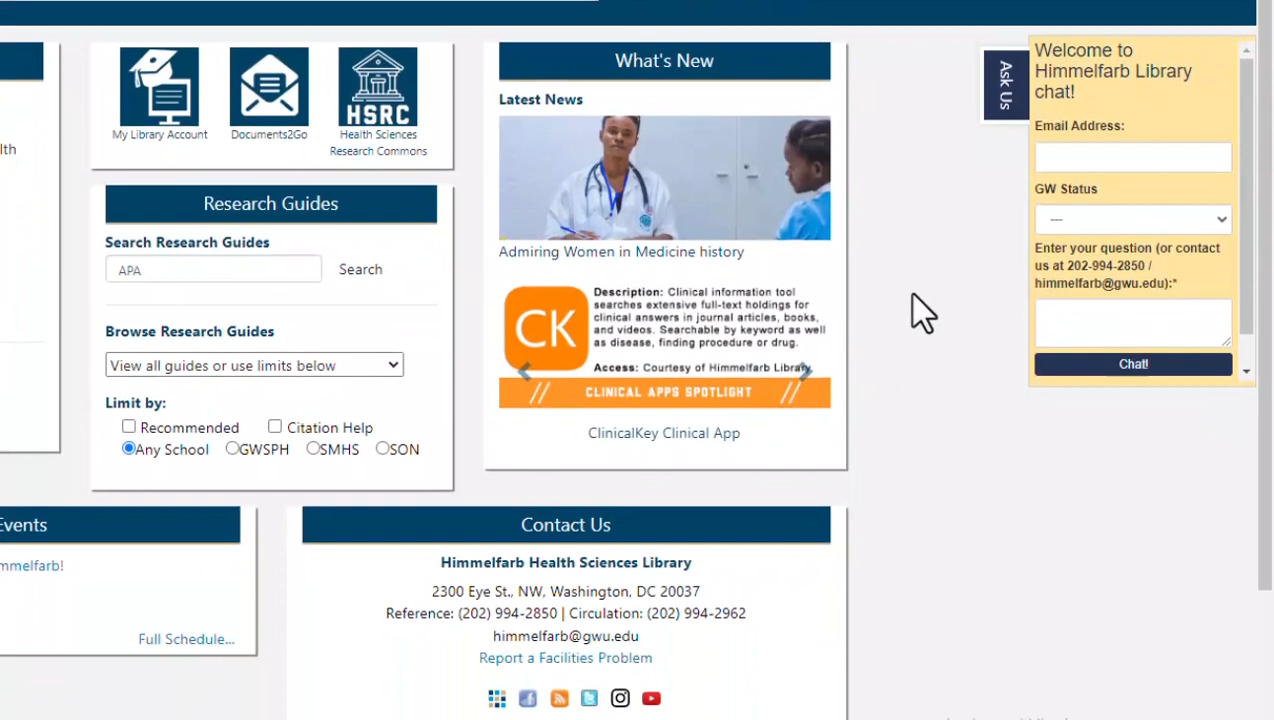 lth
My Library Account
Documents2Go
HSRC
Health Sciences
Research Commons
Research Guides
Search Research Guides
APA
Search
Browse Research Guides
View all guides or use limits below
Limit by:
Recommended
Citation Help
Any School
GWSPH
SMHS
SON
What's New
Latest News
Admiring Women in Medicine history
CK
Description: Clinical information tool
searches extensive full-text holdings for
clinical answers in journal articles, books,
and videos. Searchable by keyword as well
as disease, finding procedure or drug.
Access: Courtesy of Himmelfarb Library
// CLINICAL APPS SPOTLIGHT //
ClinicalKey Clinical App
Ask Us
Welcome to
Himmelfarb Library
chat!
Email Address:
GW Status
---
Enter your question (or contact
us at 202-994-2850 /
himmelfarb@gwu.edu):*
Chat!
Events
mmelfarb!
Full Schedule...
Contact Us
Himmelfarb Health Sciences Library
2300 Eye St., NW, Washington, DC 20037
Reference: (202) 994-2850 | Circulation: (202) 994-2962
himmelfarb@gwu.edu
Report a Facilities Problem